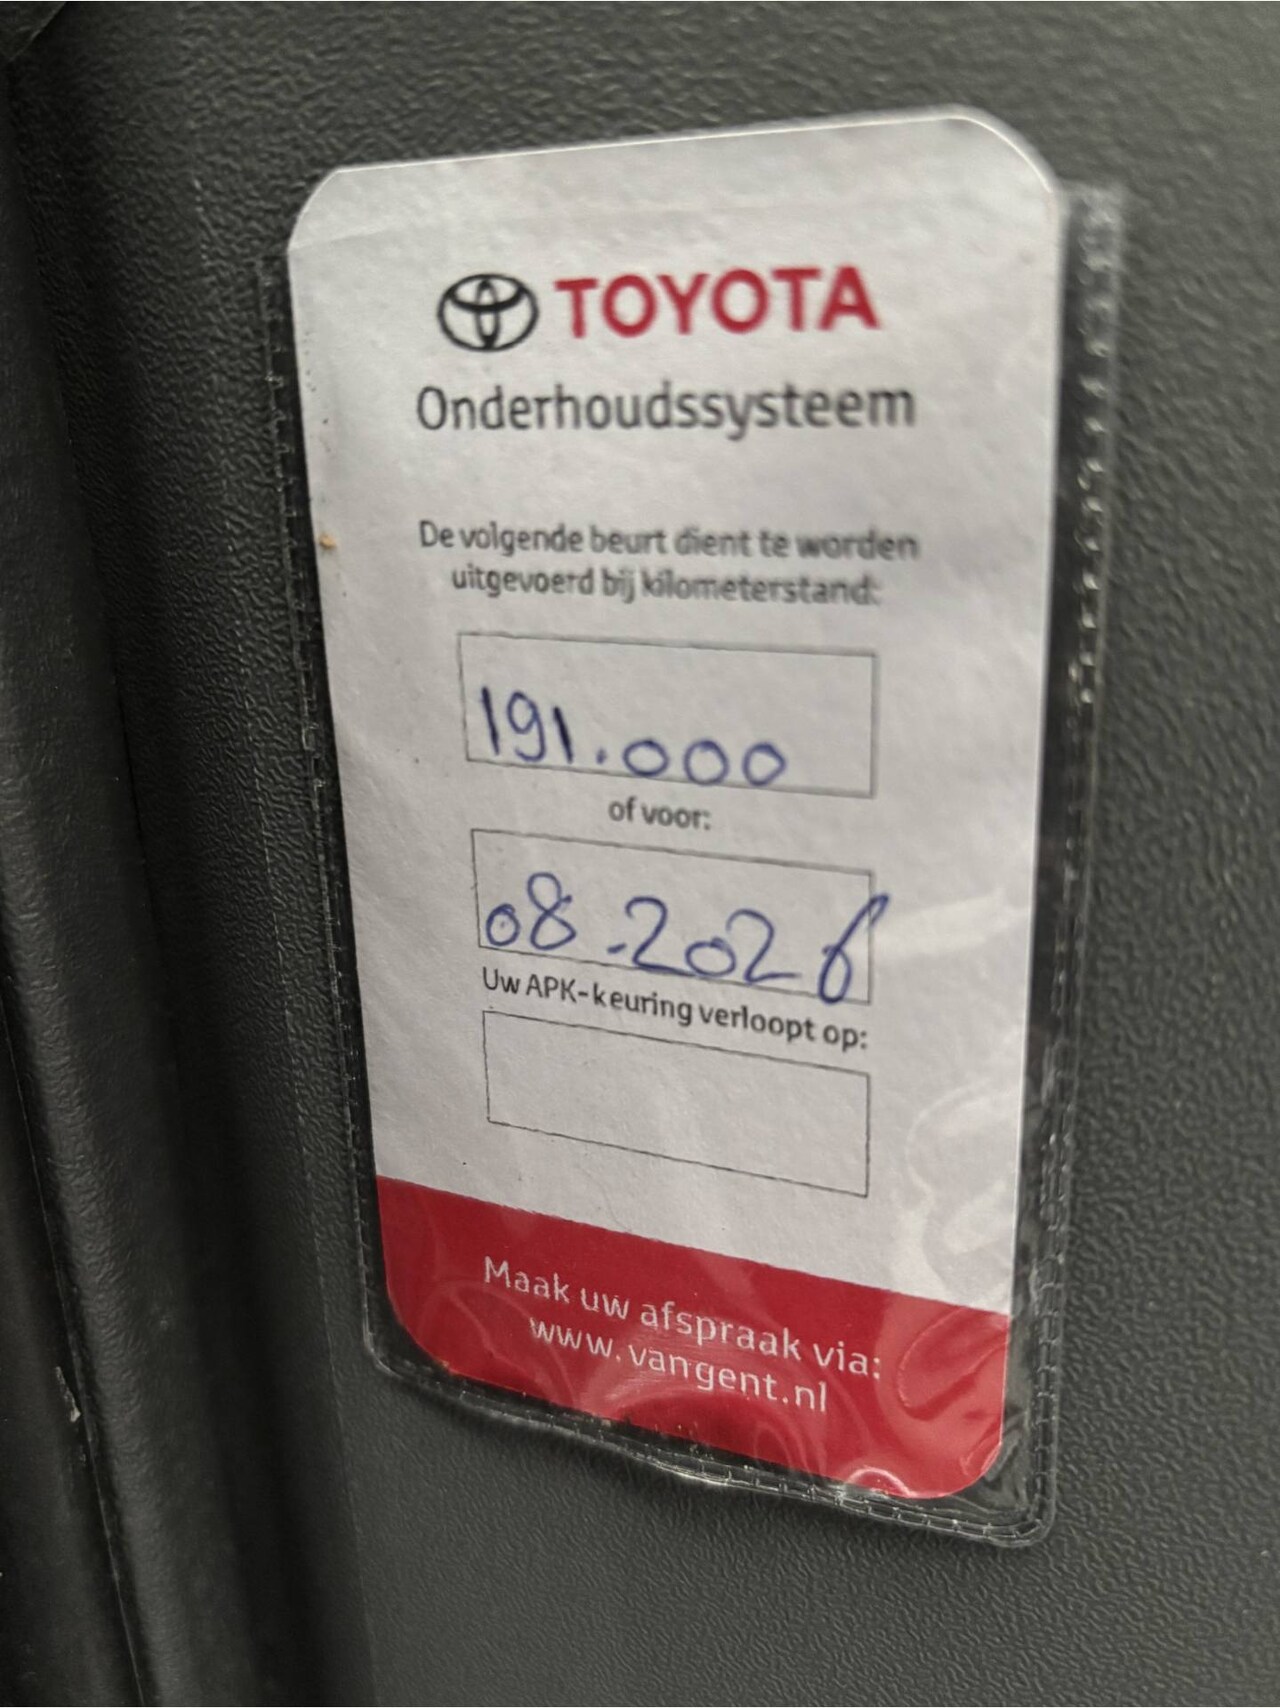 TOYOTA
Onderhoudssysteem
De volgende beurt dient te worden
uitgevoerd bij kilometerstand:
191.000
of voor:
08.2026
Uw APK-keuring verloopt op:
Maak uw afspraak via:
www.vangent.nl